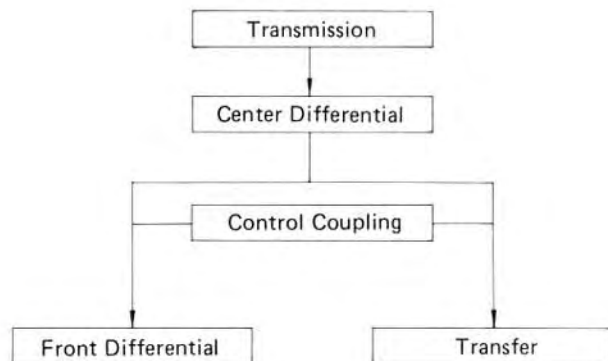 Transmission
Center Differential
Control Coupling
Front Differential
Transfer